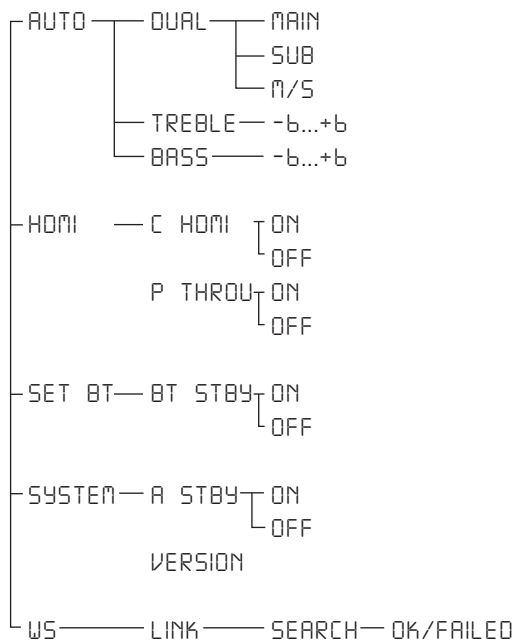 AUTO DUAL MAIN
SUB
M/S
TREBLE -6...+6
BASS -6...+6
HDMI C HDMI ON
OFF
P THROU ON
OFF
SET BT BT STBY ON
OFF
SYSTEM A STBY ON
OFF
VERSION
WS LINK SEARCH OK/FAILED